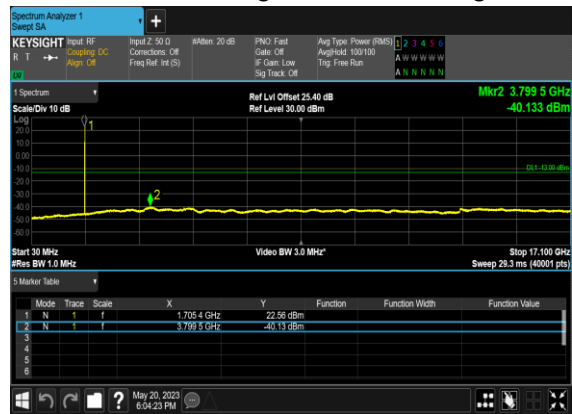 Spectrum Analyzer 1
Swept SA
+
KEYSIGHT Input: RF Input Z: 50 Ω #Atten: 20 dB PNO: Fast Avg Type: Power (RMS) 1 2 3 4 5 6
R T Coupling: DC Corrections: Off Gate: Off Avg|Hold: 100/100 A W W W W W
Align: Off Freq Ref: Int (S) IF Gain: Low Trig: Free Run
Sig Track: Off A N N N N N
1 Spectrum Ref Lvl Offset 25.40 dB Mkr2 3.799 5 GHz
Scale/Div 10 dB Ref Level 30.00 dBm -40.133 dBm
Log
20.0 1
10.0
0.00
-10.0 DL1 -13.00 dBm
-20.0
-30.0 2
-40.0
-50.0
-60.0
Start 30 MHz Video BW 3.0 MHz* Stop 17.100 GHz
#Res BW 1.0 MHz Sweep 29.3 ms (40001 pts)
5 Marker Table
Mode Trace Scale X Y Function Function Width Function Value
1 N 1 f 1.705 4 GHz 22.56 dBm
2 N 1 f 3.799 5 GHz -40.13 dBm
3
4
5
6
? May 20, 2023
6:04:23 PM